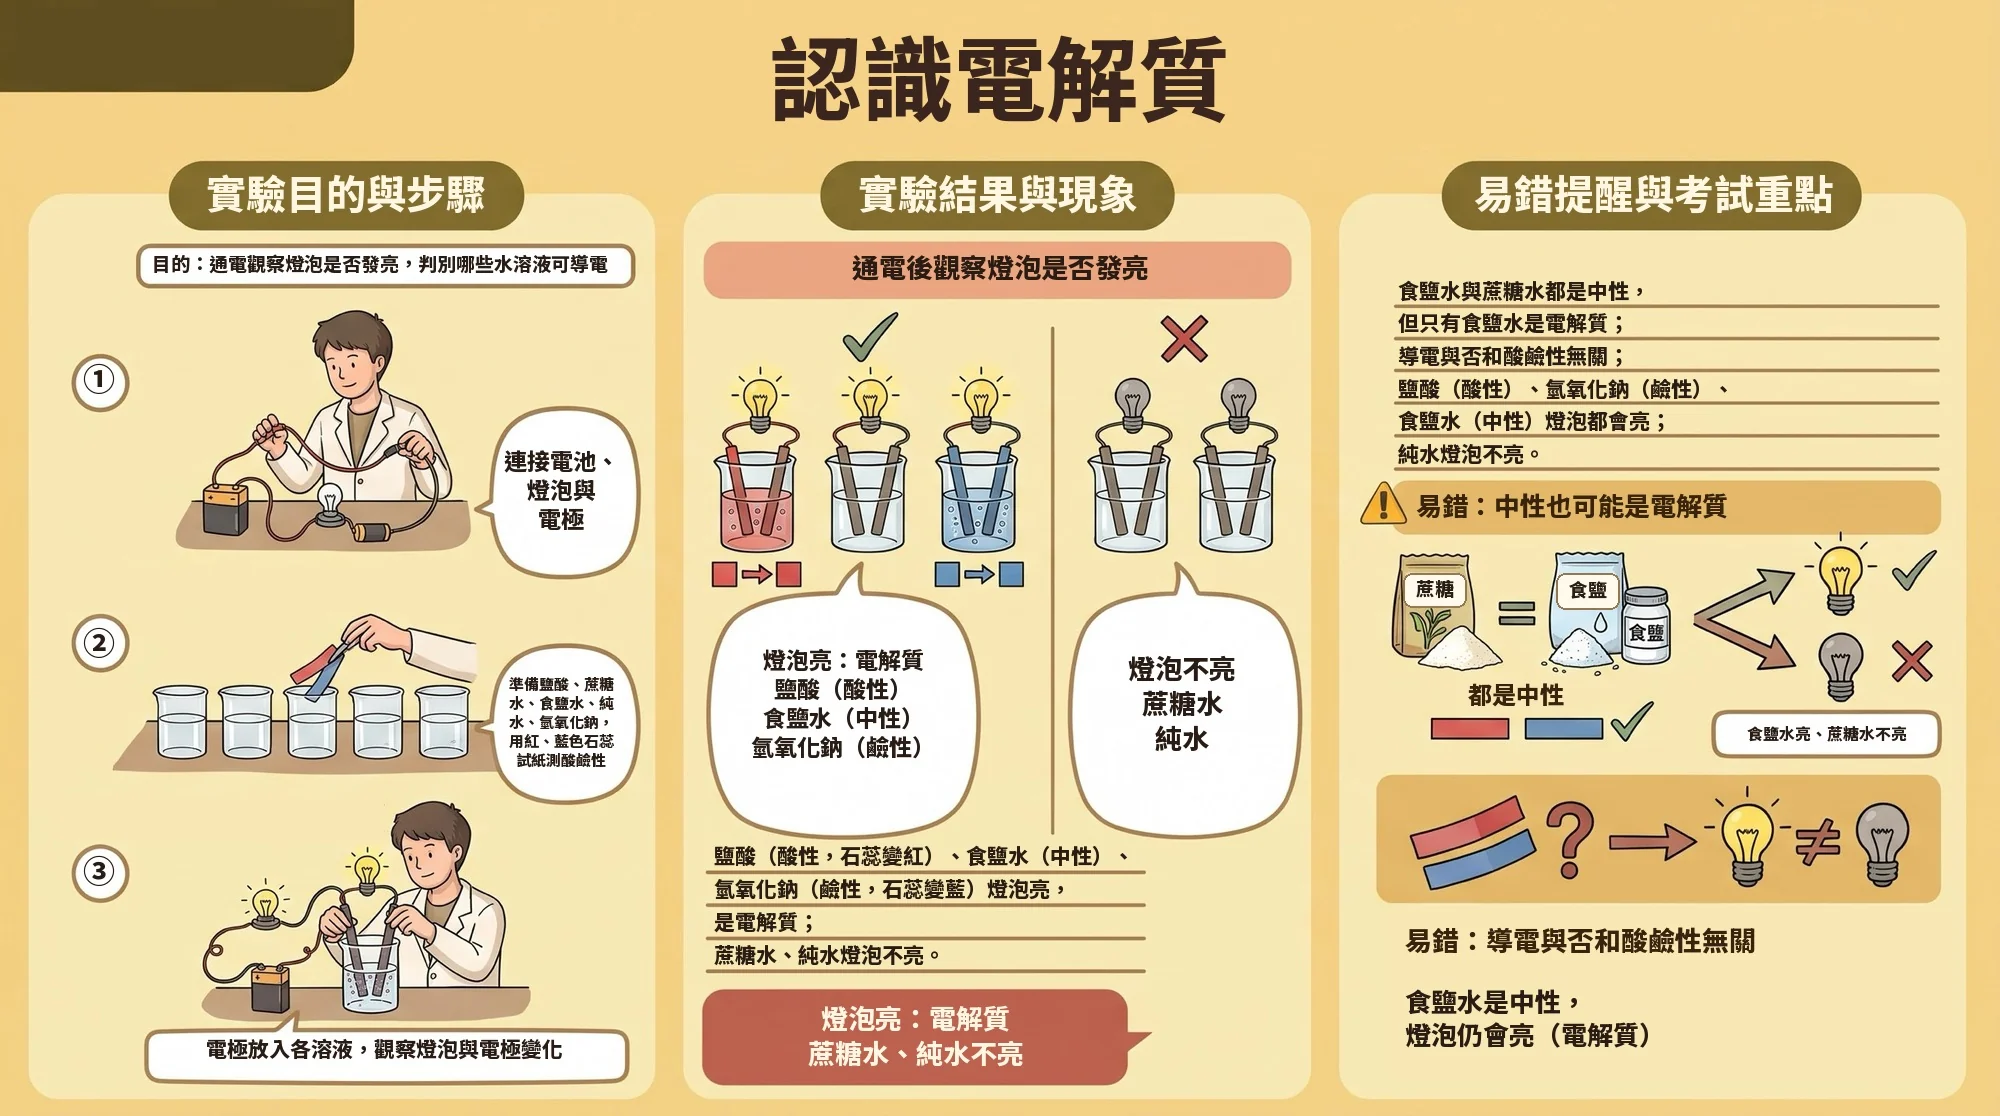 認識電解質
實驗目的與步驟
目的：通電觀察燈泡是否發亮，判別哪些水溶液可導電
①
連接電池、
燈泡與
電極
②
準備鹽酸、蔗糖
水、食鹽水、純
水、氫氧化鈉，
用紅、藍色石蕊
試紙測酸鹼性
③
電極放入各溶液，觀察燈泡與電極變化
實驗結果與現象
通電後觀察燈泡是否發亮
燈泡亮：電解質
鹽酸（酸性）
食鹽水（中性）
氫氧化鈉（鹼性）
燈泡不亮
蔗糖水
純水
鹽酸（酸性，石蕊變紅）、食鹽水（中性）、
氫氧化鈉（鹼性，石蕊變藍）燈泡亮，
是電解質；
蔗糖水、純水燈泡不亮。
燈泡亮：電解質
蔗糖水、純水不亮
易錯提醒與考試重點
食鹽水與蔗糖水都是中性，
但只有食鹽水是電解質；
導電與否和酸鹼性無關；
鹽酸（酸性）、氫氧化鈉（鹼性）、
食鹽水（中性）燈泡都會亮；
純水燈泡不亮。
易錯：中性也可能是電解質
蔗糖
=
食鹽
食鹽
都是中性
食鹽水亮、蔗糖水不亮
?
≠
易錯：導電與否和酸鹼性無關
食鹽水是中性，
燈泡仍會亮（電解質）